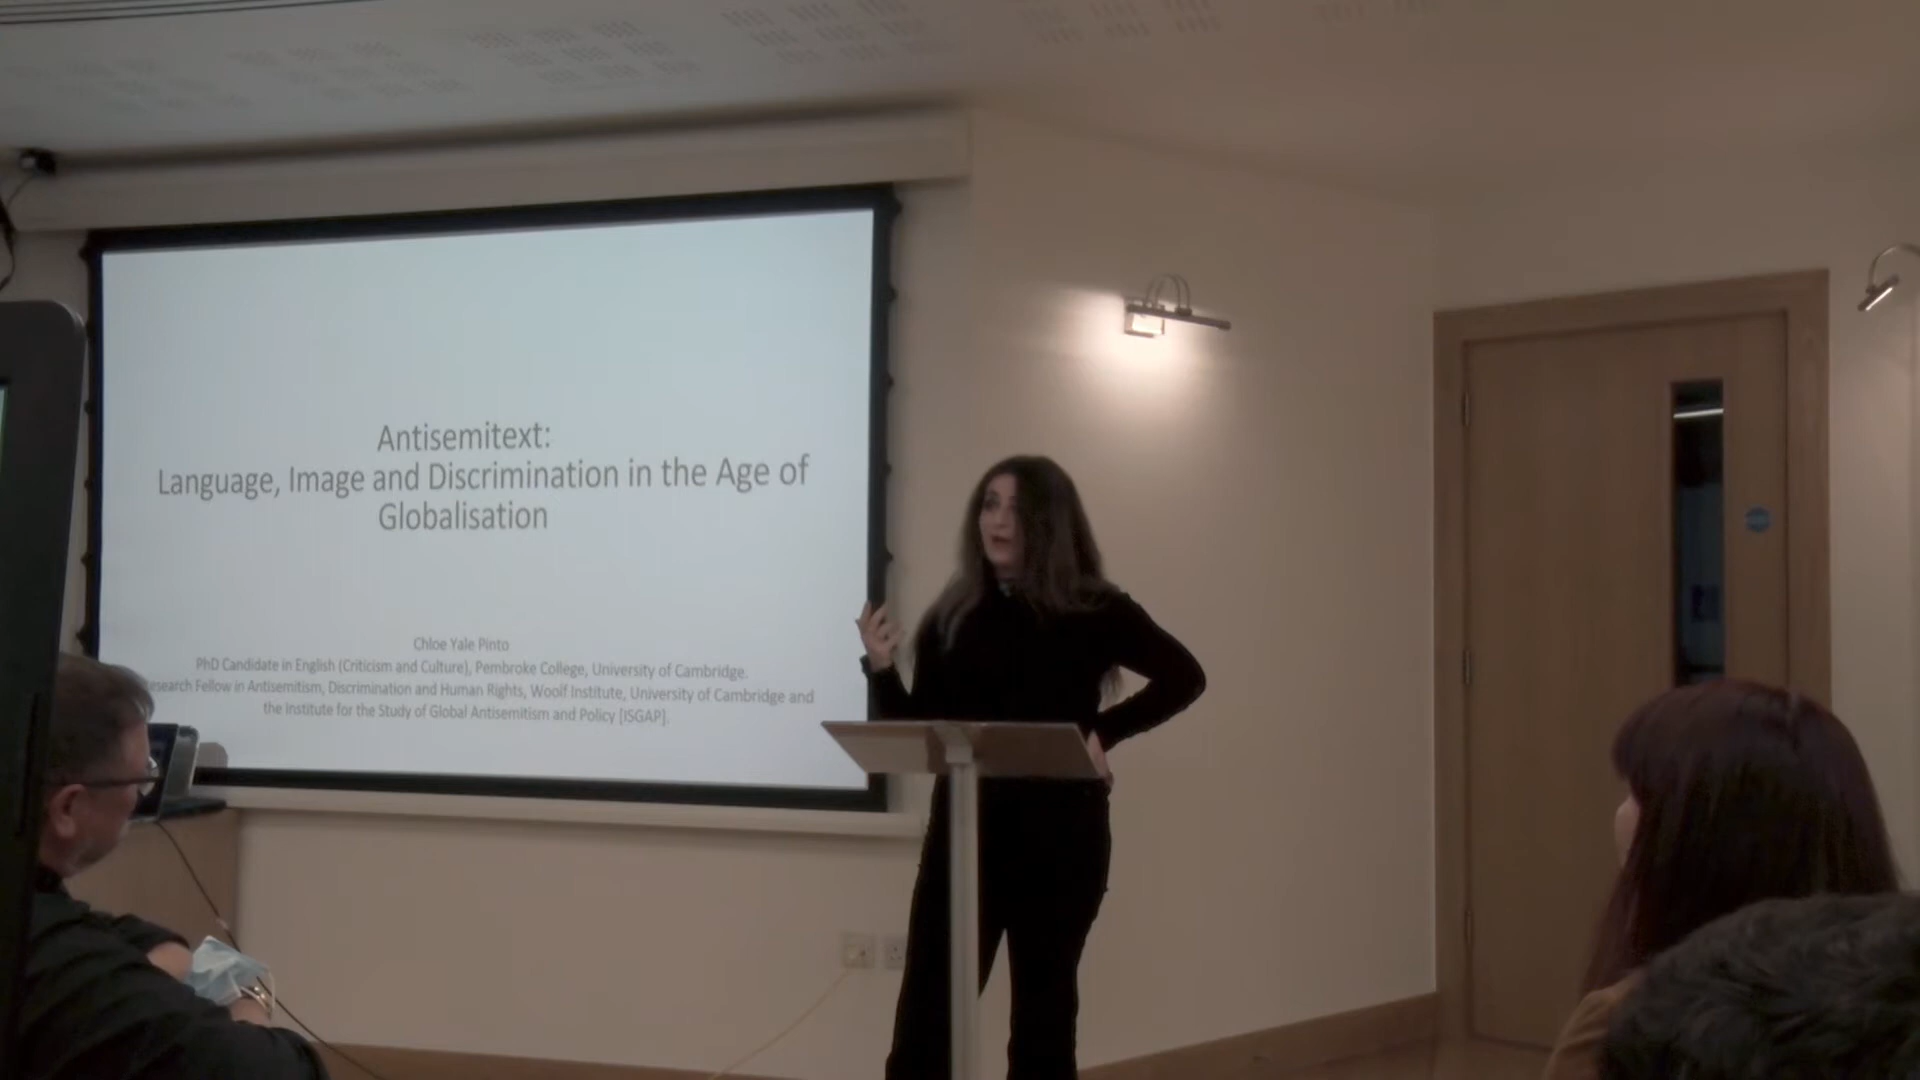 Antisemitext:
Language, Image and Discrimination in the Age of
Globalisation
Chloe Yale Pinto
PhD Candidate in English (Criticism and Culture), Pembroke College, University of Cambridge.
Fellow in Antisemitism, Discrimination and Human Rights, Woolf Institute, University of Cambridge and
the Institute for the Study of Global Antisemitism and Policy [ISGAP].